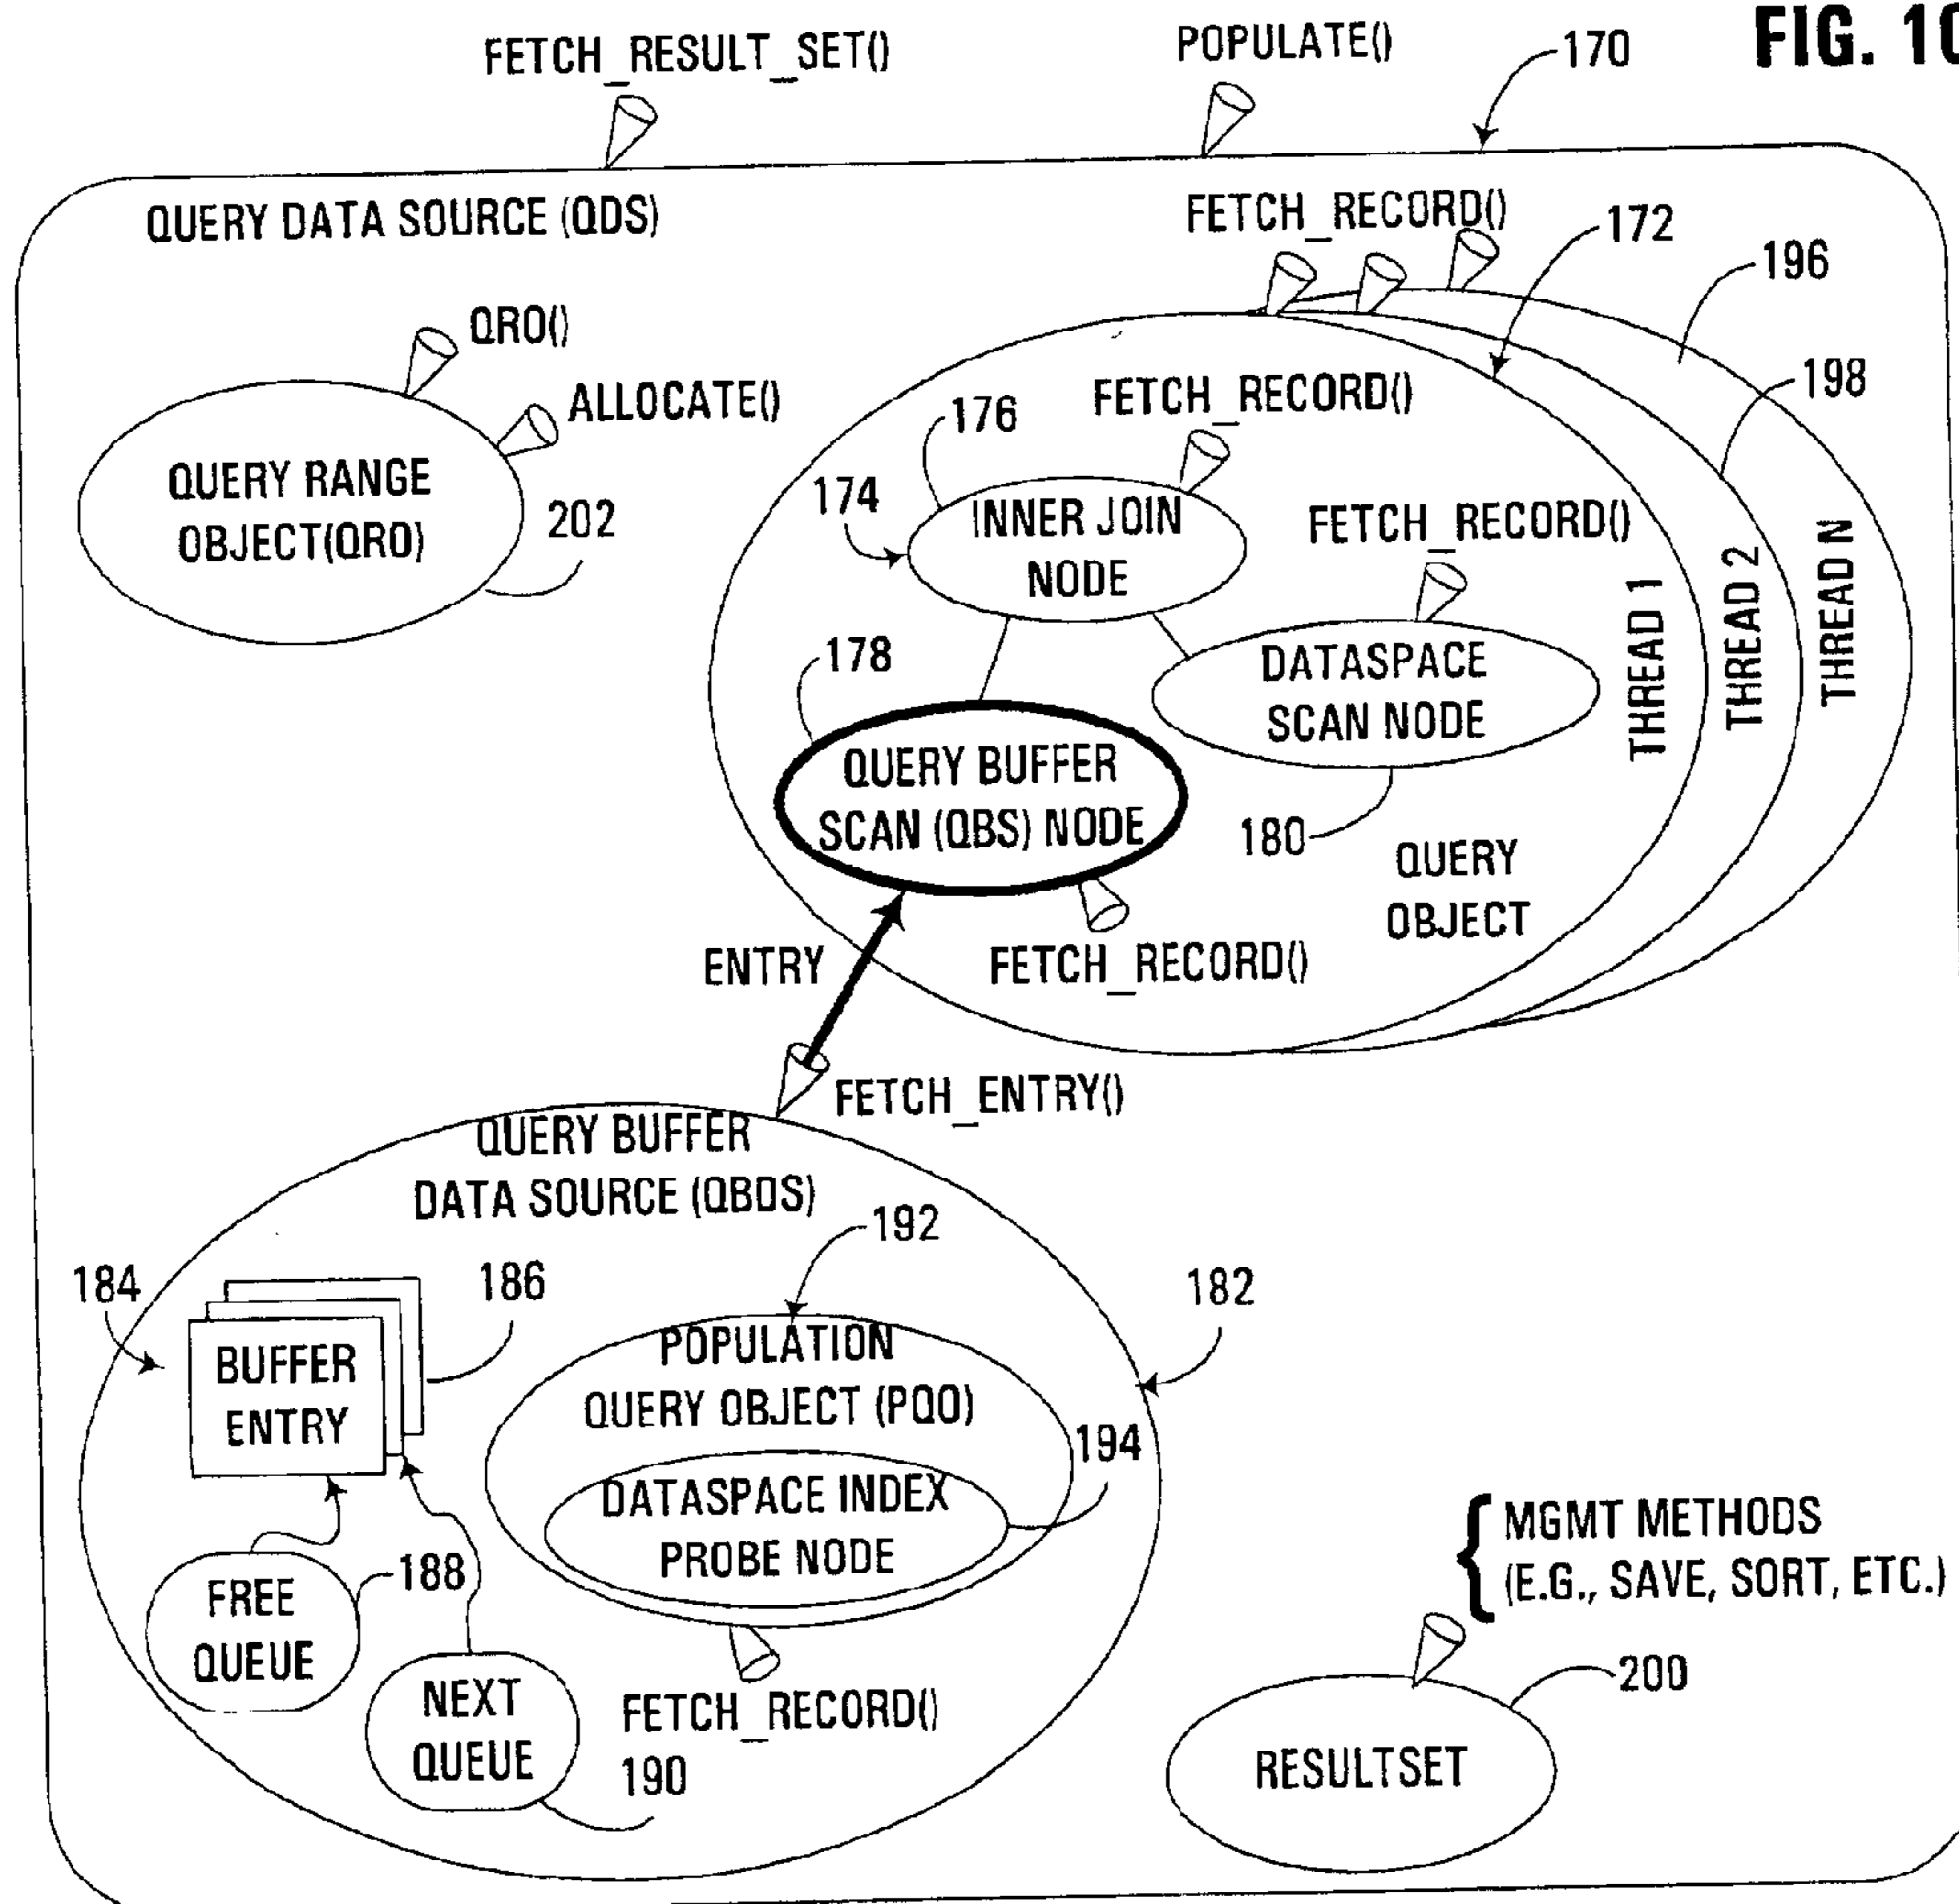 FIG. 10
FETCH_RESULT_SET()
POPULATE()
170
QUERY DATA SOURCE (QDS)
FETCH_RECORD()
172
196
198
QRO()
ALLOCATE()
QUERY RANGE
OBJECT(QRO)
202
176
FETCH_RECORD()
174
INNER JOIN
NODE
FETCH_RECORD()
178
DATASPACE
SCAN NODE
THREAD 1
THREAD 2
THREAD N
QUERY BUFFER
SCAN (QBS) NODE
180
QUERY
OBJECT
ENTRY
FETCH_RECORD()
FETCH_ENTRY()
QUERY BUFFER
DATA SOURCE (QBDS)
192
184
186
182
BUFFER
ENTRY
POPULATION
QUERY OBJECT (PQO)
194
DATASPACE INDEX
PROBE NODE
FREE
QUEUE
188
NEXT
QUEUE
FETCH_RECORD()
190
MGMT METHODS
(E.G., SAVE, SORT, ETC.)
200
RESULTSET